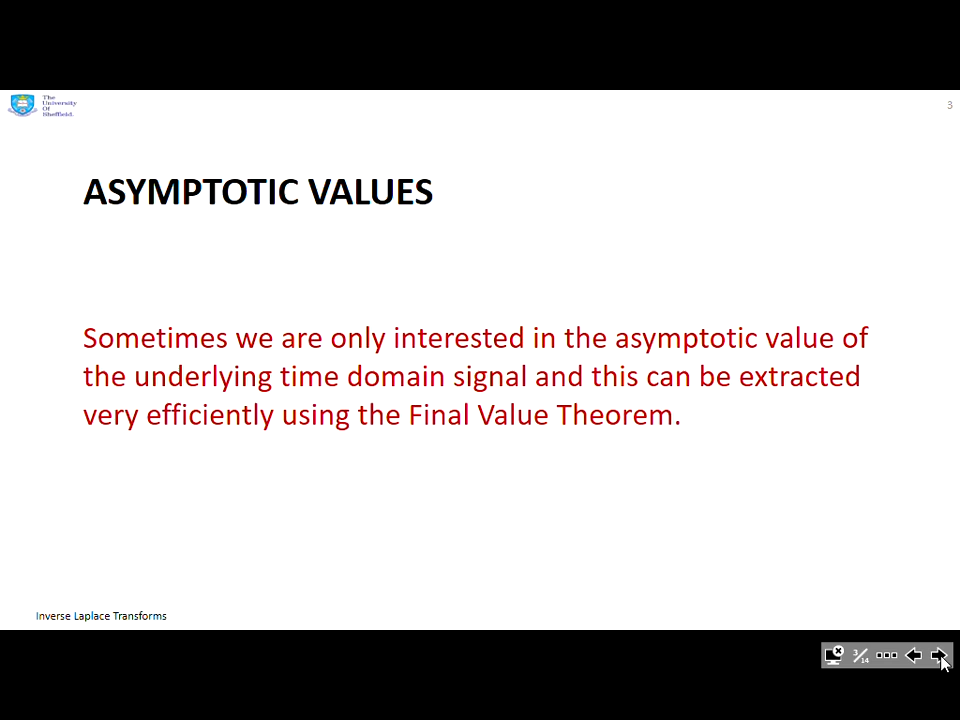 The
University
Of
Sheffield.
3
ASYMPTOTIC VALUES
Sometimes we are only interested in the asymptotic value of
the underlying time domain signal and this can be extracted
very efficiently using the Final Value Theorem.
Inverse Laplace Transforms
3/14